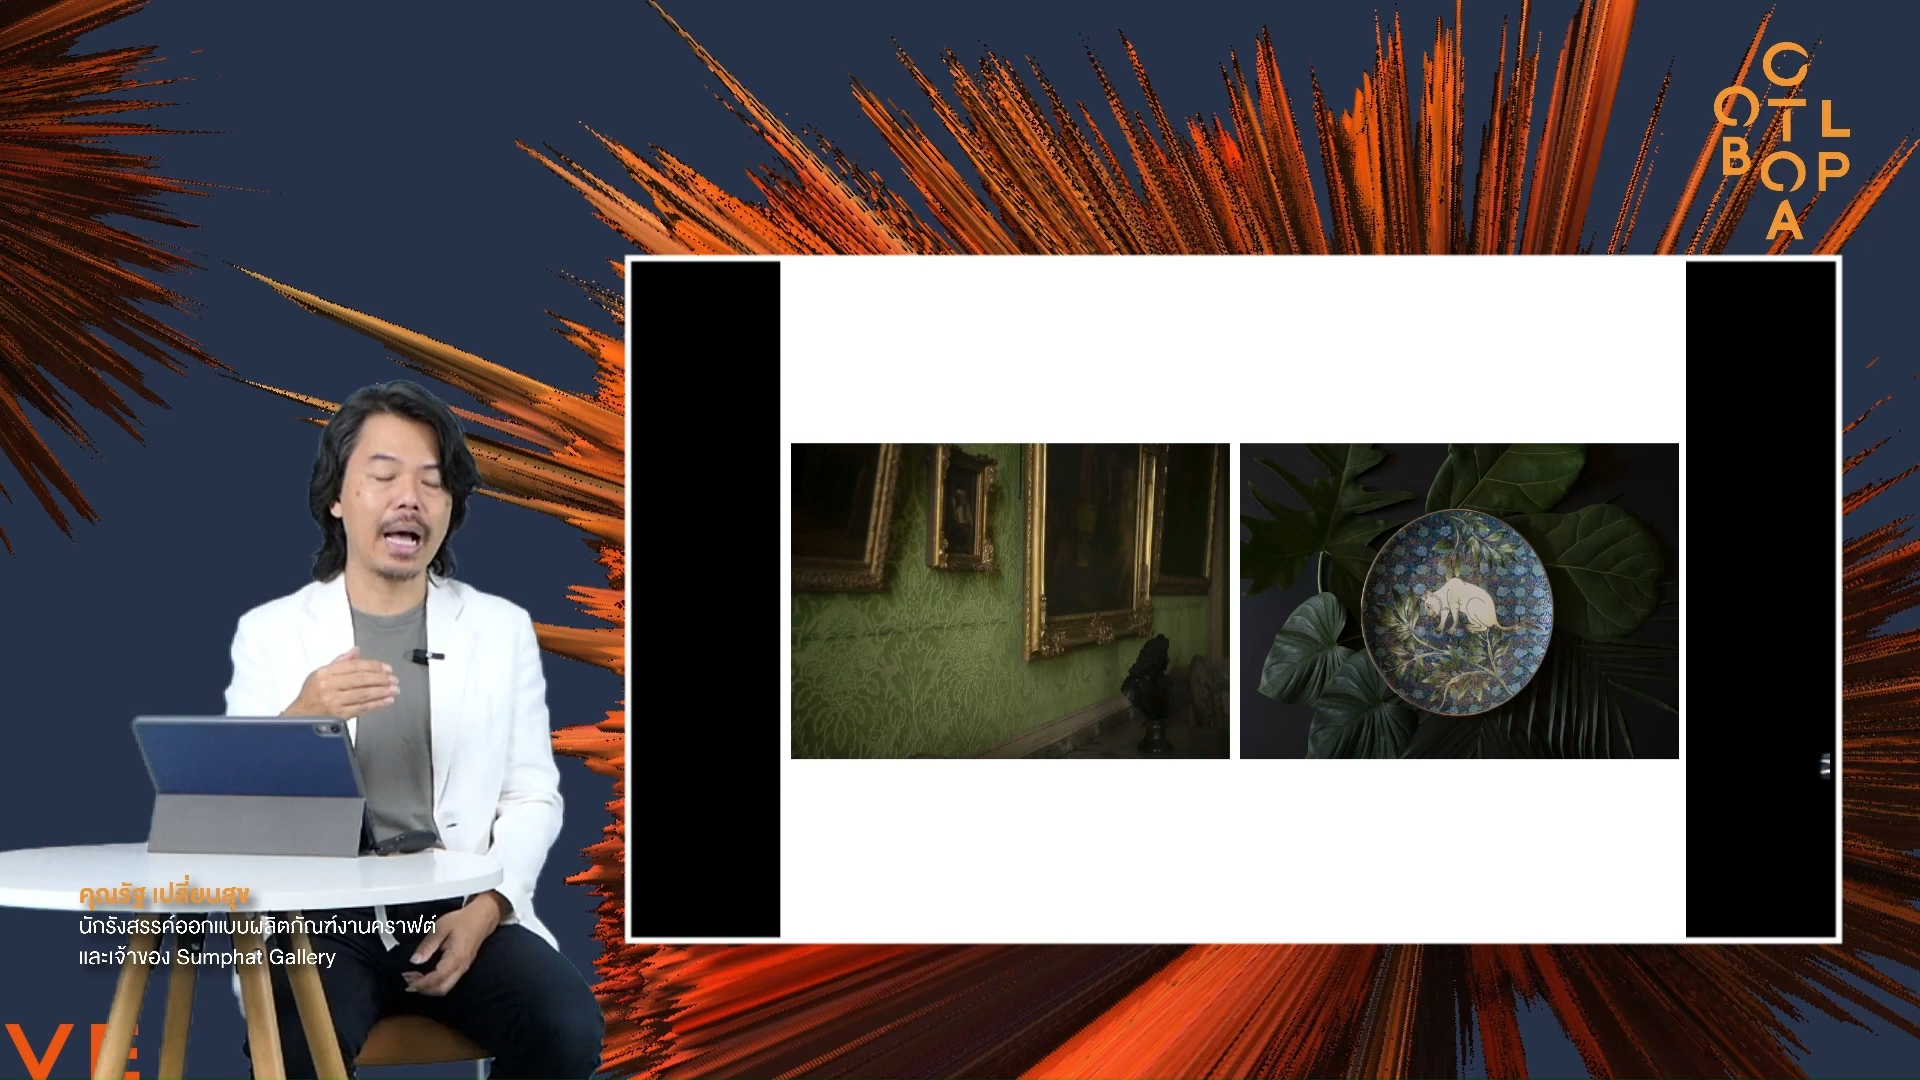 C
O T L
B O P
A
คุณรัฐ เปลี่ยนสุข
นักรังสรรค์ออกแบบผลิตภัณฑ์งานคราฟต์
และเจ้าของ Sumphat Gallery
VE